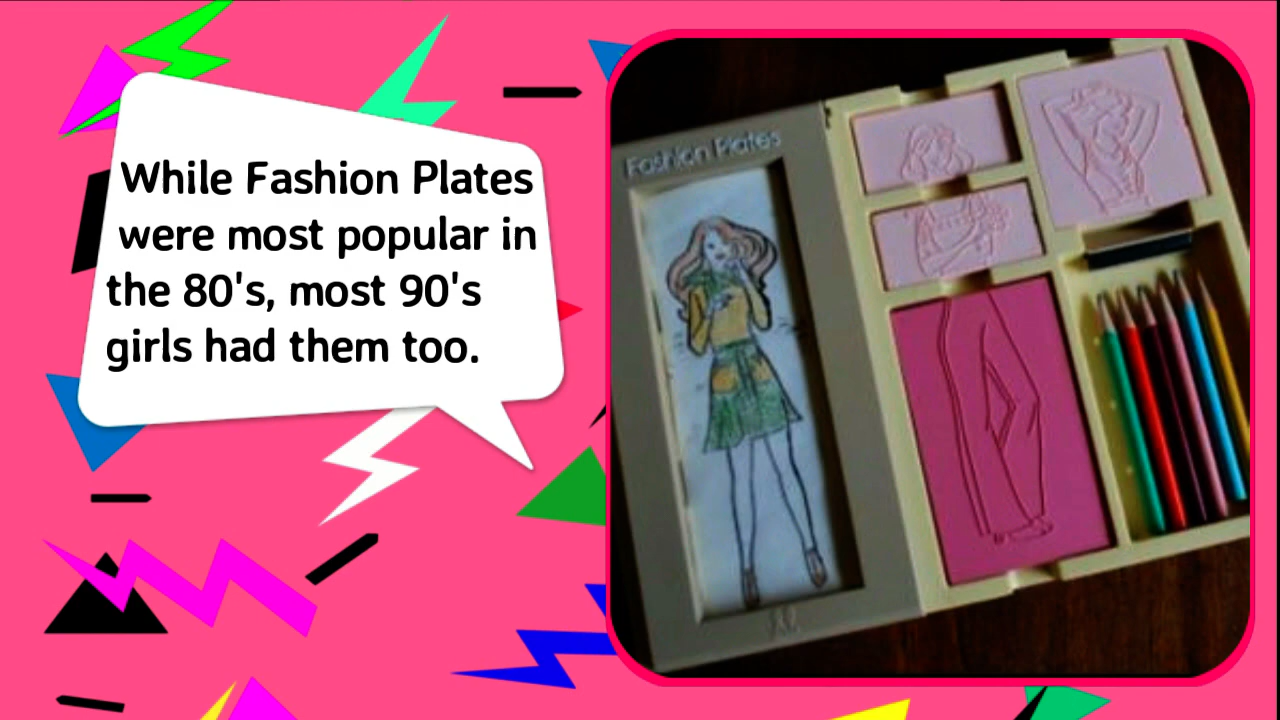 While Fashion Plates
were most popular in
the 80's, most 90's
girls had them too.
Fashion Plates